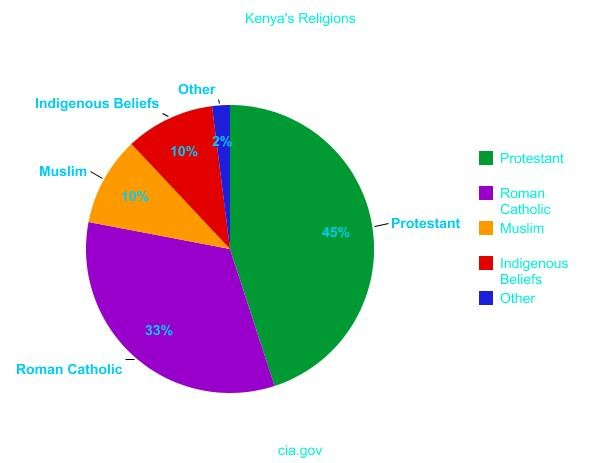 Kenya's Religions
Other
Indigenous Beliefs
2%
10%
Muslim
10%
Protestant
45%
33%
Roman Catholic
Protestant
Roman
Catholic
Muslim
Indigenous
Beliefs
Other
cia.gov